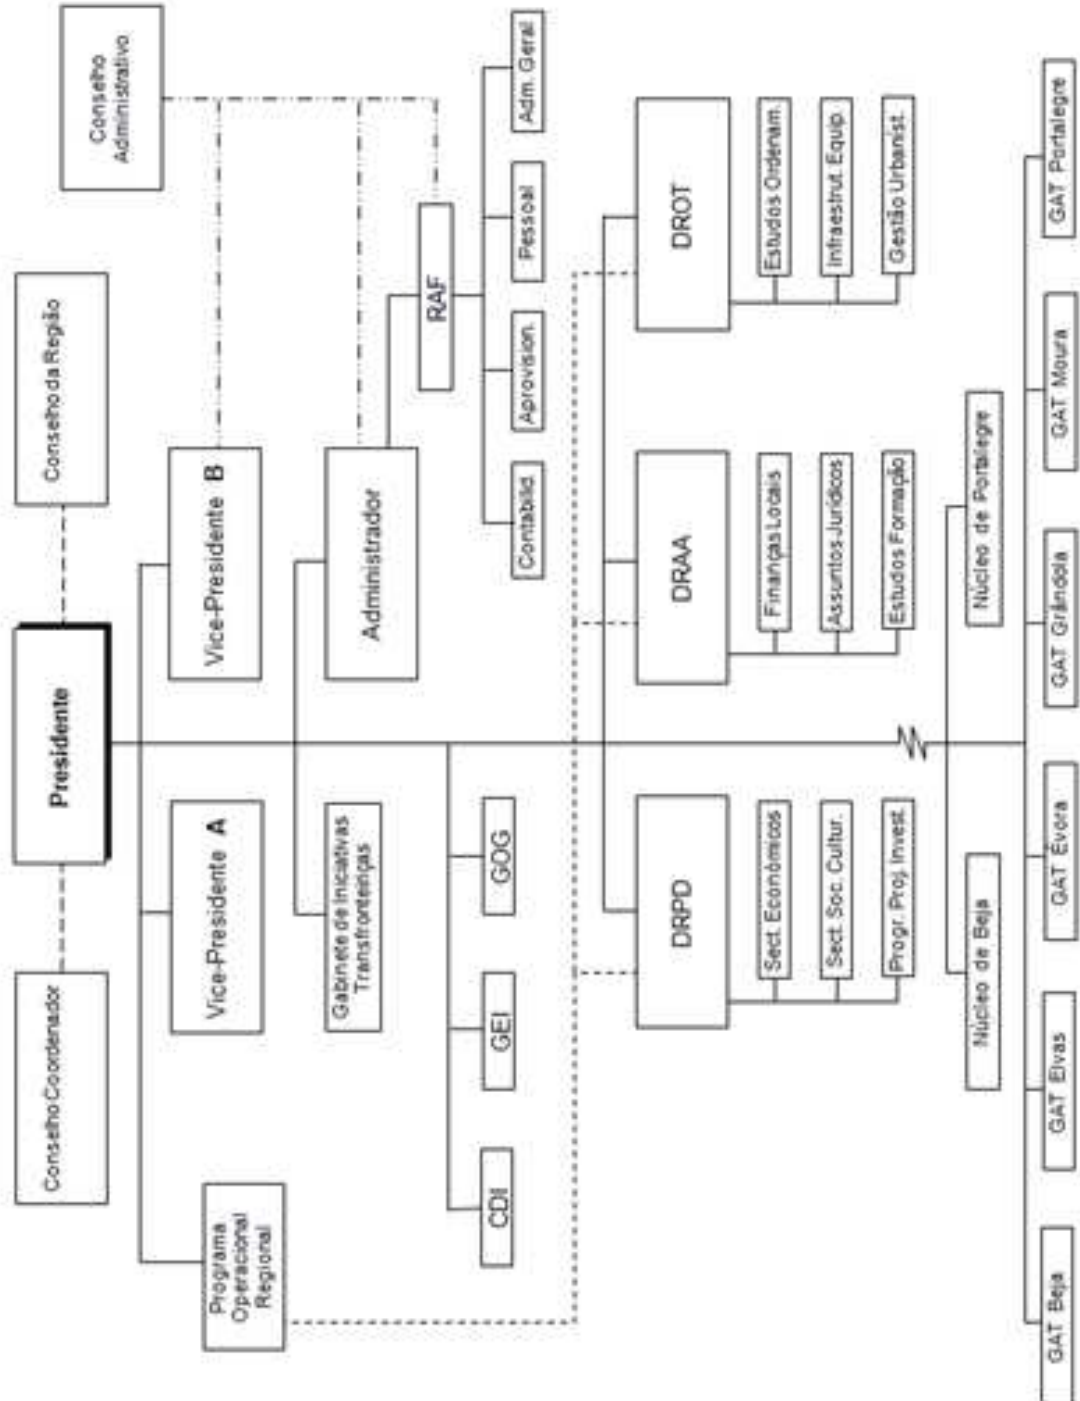 Conselho Coordenador
Presidente
Conselho da Região
Conselho
Administrativo
Programa
Operacional
Regional
Vice-Presidente A
Vice-Presidente B
Gabinete de Iniciativas
Transfronteiriças
Administrador
RAF
CDI
GEI
GOG
Contabilid.
Aprovision.
Pessoal
Adm. Geral
DRPD
DRAA
DROT
Sect. Económicos
Sect. Soc. Cultur.
Progr. Proj. Invest.
Finanças Locais
Assuntos Jurídicos
Estudos Formação
Estudos Ordenam.
Infraestrut. Equip.
Gestão Urbanist.
Núcleo de Beja
Núcleo de Portalegre
GAT Beja
GAT Elvas
GAT Évora
GAT Grândola
GAT Moura
GAT Portalegre